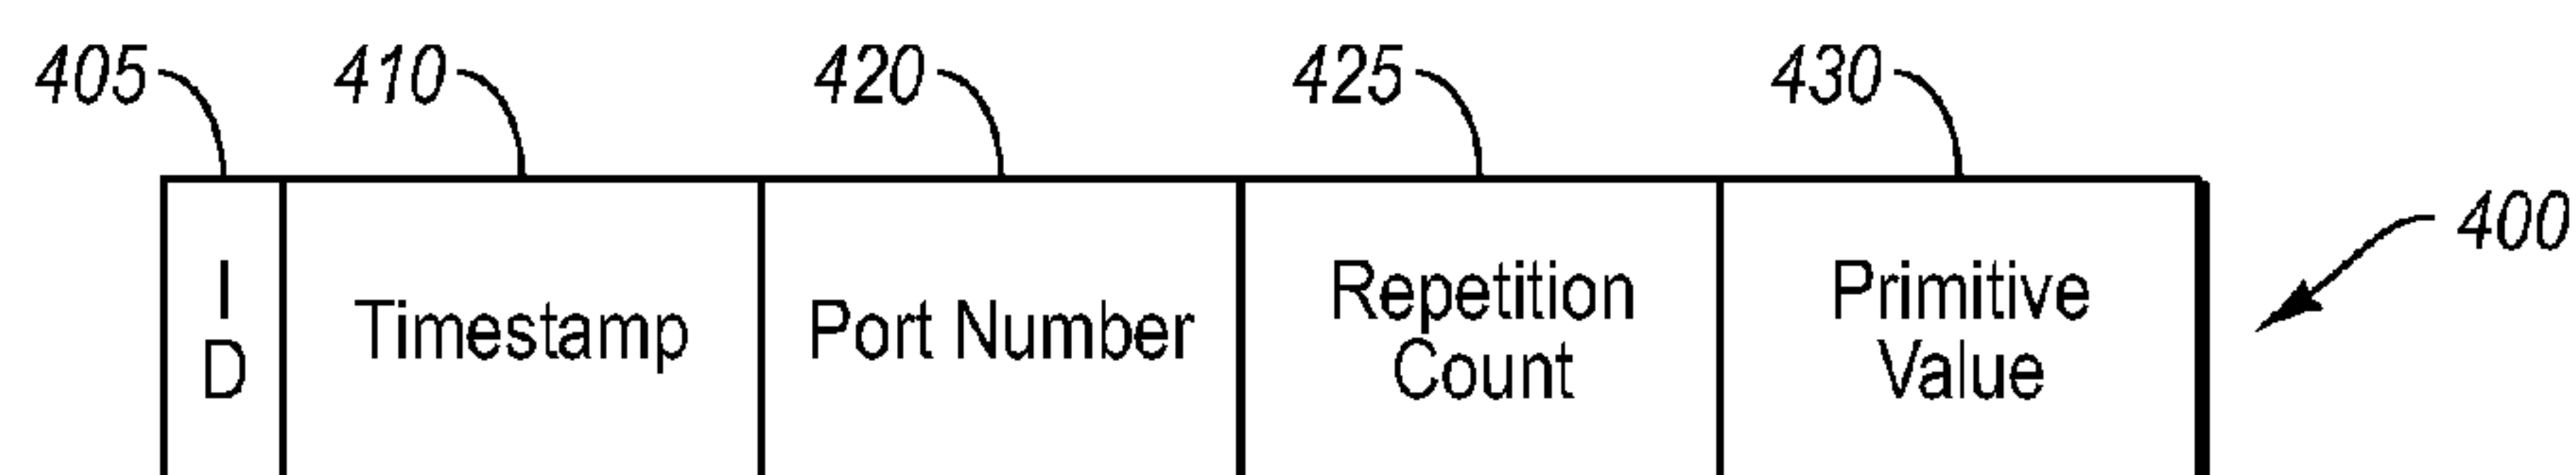 405 410 420 425 430
400
I
D
Timestamp
Port Number
Repetition
Count
Primitive
Value